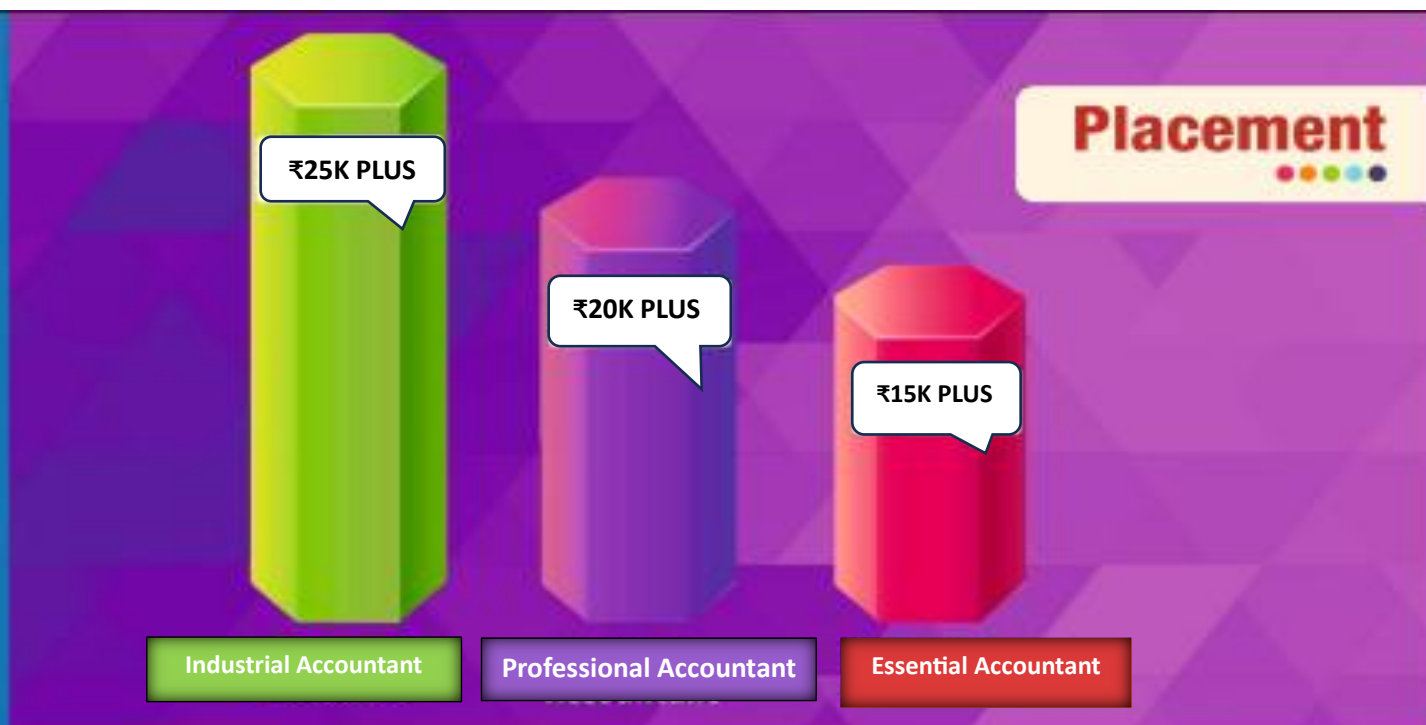 Placement
₹25K PLUS
₹20K PLUS
₹15K PLUS
Industrial Accountant
Professional Accountant
Essential Accountant